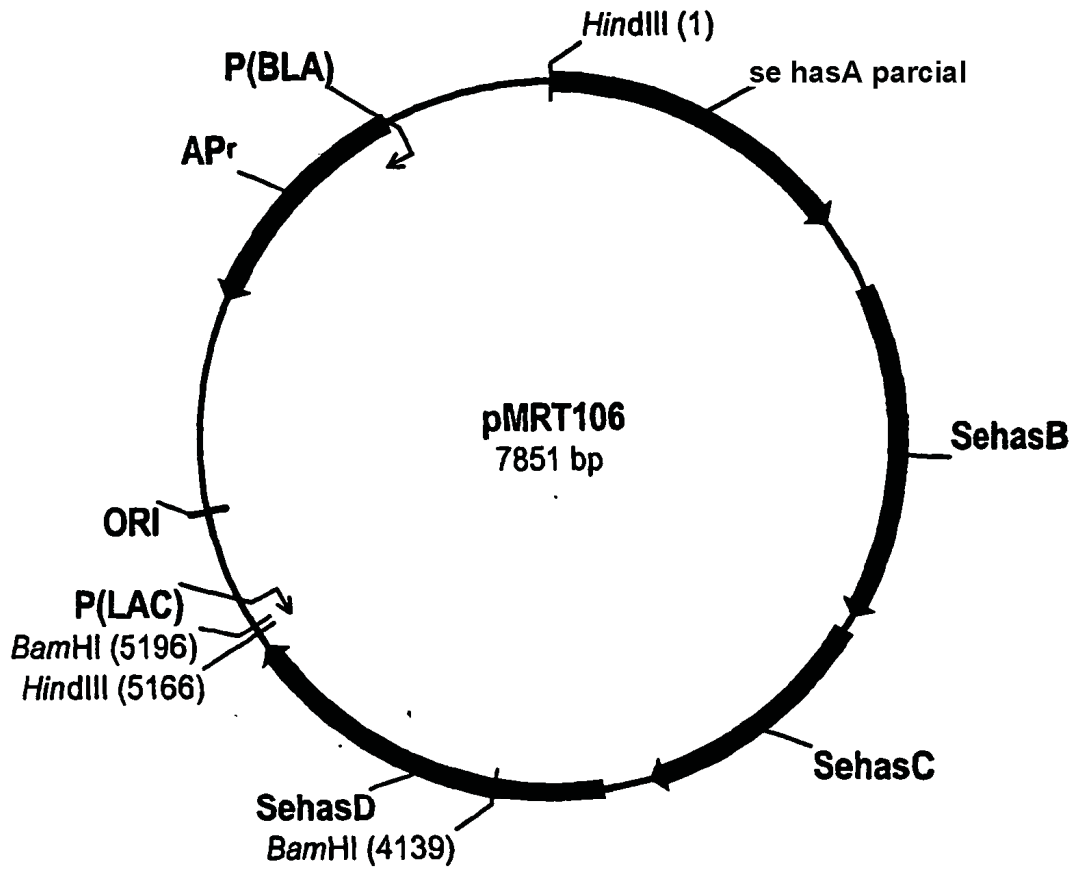 HindIII (1)
P(BLA)
se hasA parcial
APr
pMRT106
7851 bp
SehasB
ORI
P(LAC)
BamHI (5196)
HindIII (5166)
SehasC
SehasD
BamHI (4139)